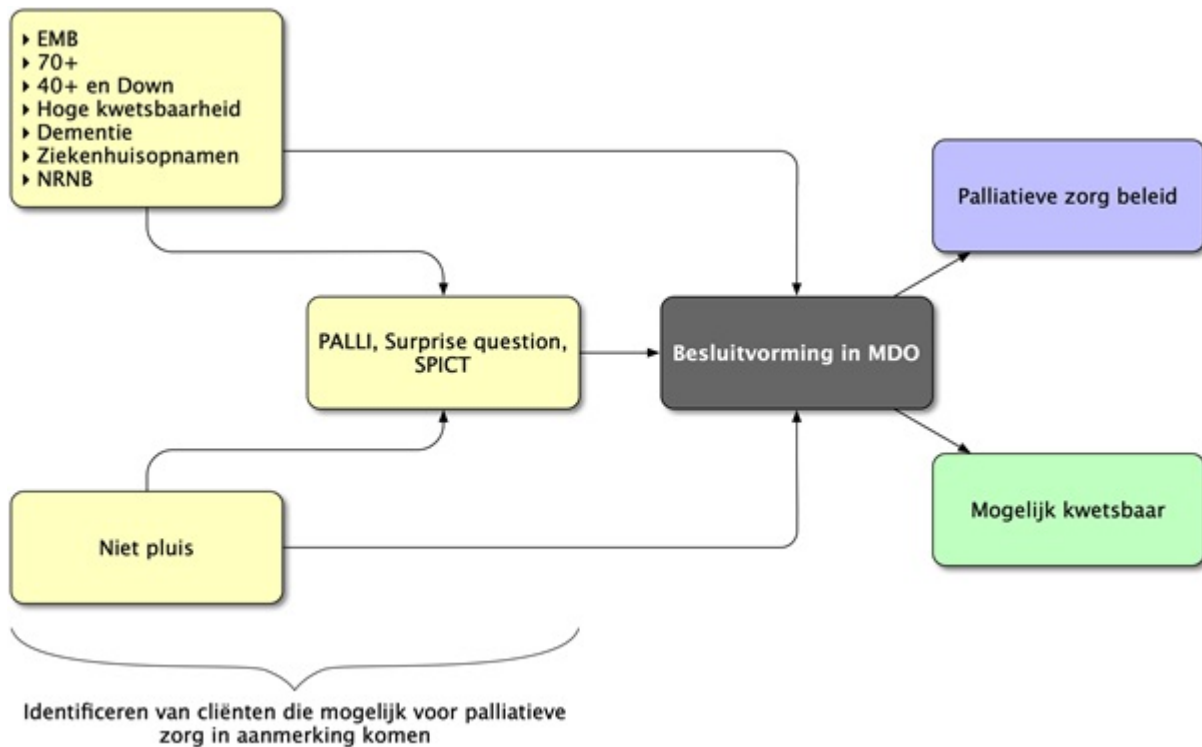 ‣ EMB
‣ 70+
‣ 40+ en Down
‣ Hoge kwetsbaarheid
‣ Dementie
‣ Ziekenhuisopnamen
‣ NRNB
Palliatieve zorg beleid
PALLI, Surprise question,
SPICT
Besluitvorming in MDO
Mogelijk kwetsbaar
Niet pluis
Identificeren van cliënten die mogelijk voor palliatieve
zorg in aanmerking komen